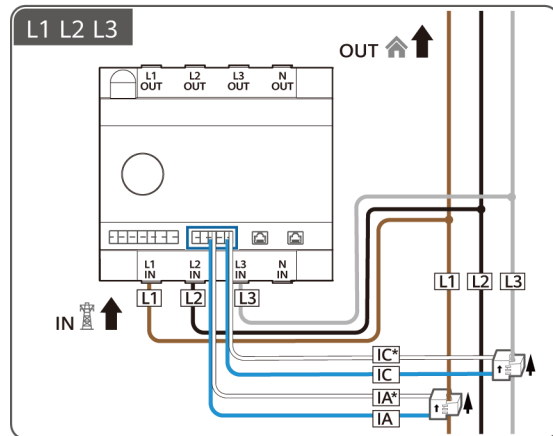 L1 L2 L3
OUT
L1 OUT
L2 OUT
L3 OUT
N OUT
L1 IN
L2 IN
L3 IN
N IN
L1
L2
L3
L1
L2
L3
IN
IC*
IC
IA*
IA